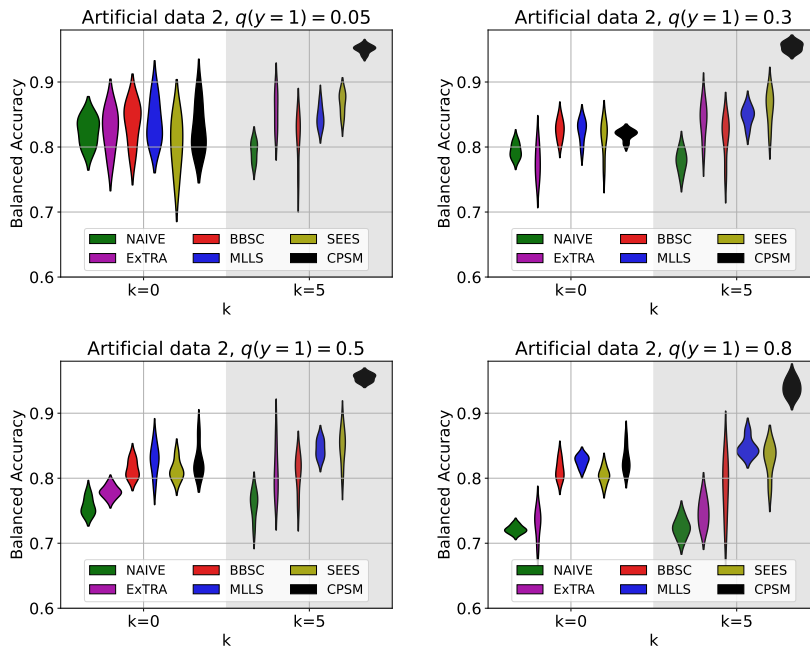 Artificial data 2, q(y = 1) = 0.05
Balanced Accuracy
0.9
0.8
0.7
0.6
NAIVE
BBSC
SEES
ExTRA
MLLS
CPSM
k=0
k=5
k
Artificial data 2, q(y = 1) = 0.3
Balanced Accuracy
0.9
0.8
0.7
0.6
NAIVE
BBSC
SEES
ExTRA
MLLS
CPSM
k=0
k=5
k
Artificial data 2, q(y = 1) = 0.5
Balanced Accuracy
0.9
0.8
0.7
0.6
NAIVE
BBSC
SEES
ExTRA
MLLS
CPSM
k=0
k=5
k
Artificial data 2, q(y = 1) = 0.8
Balanced Accuracy
0.9
0.8
0.7
0.6
NAIVE
BBSC
SEES
ExTRA
MLLS
CPSM
k=0
k=5
k